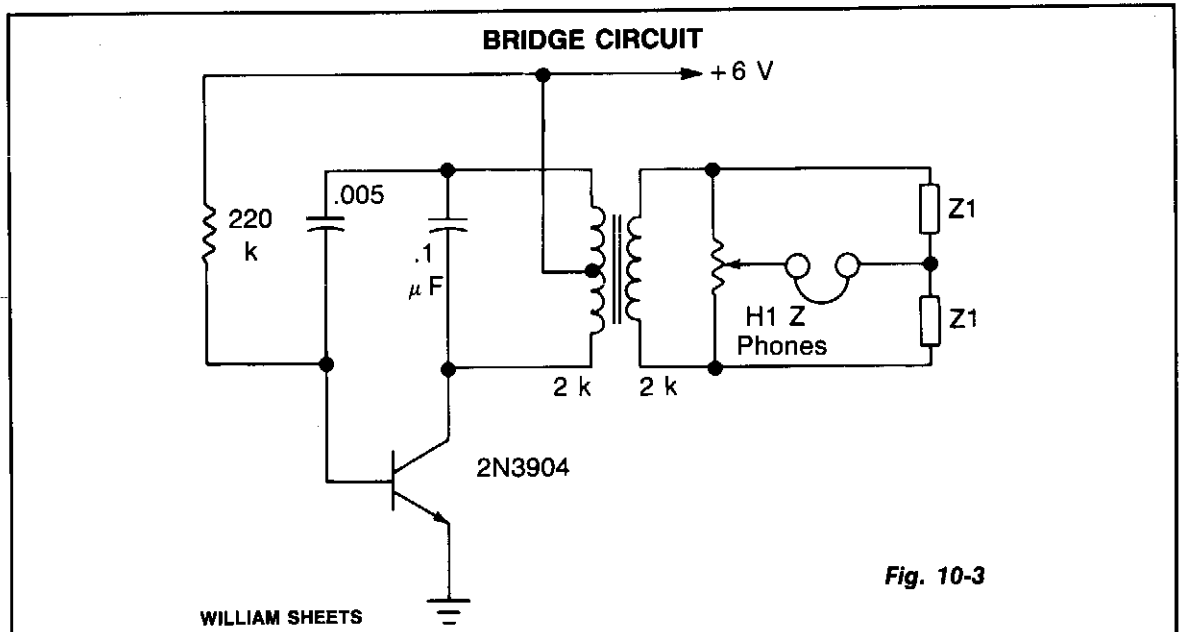 BRIDGE CIRCUIT
+6 V
220
k
.005
.1
μF
Z1
H1 Z
Phones
Z1
2 k
2 k
2N3904
Fig. 10-3
WILLIAM SHEETS